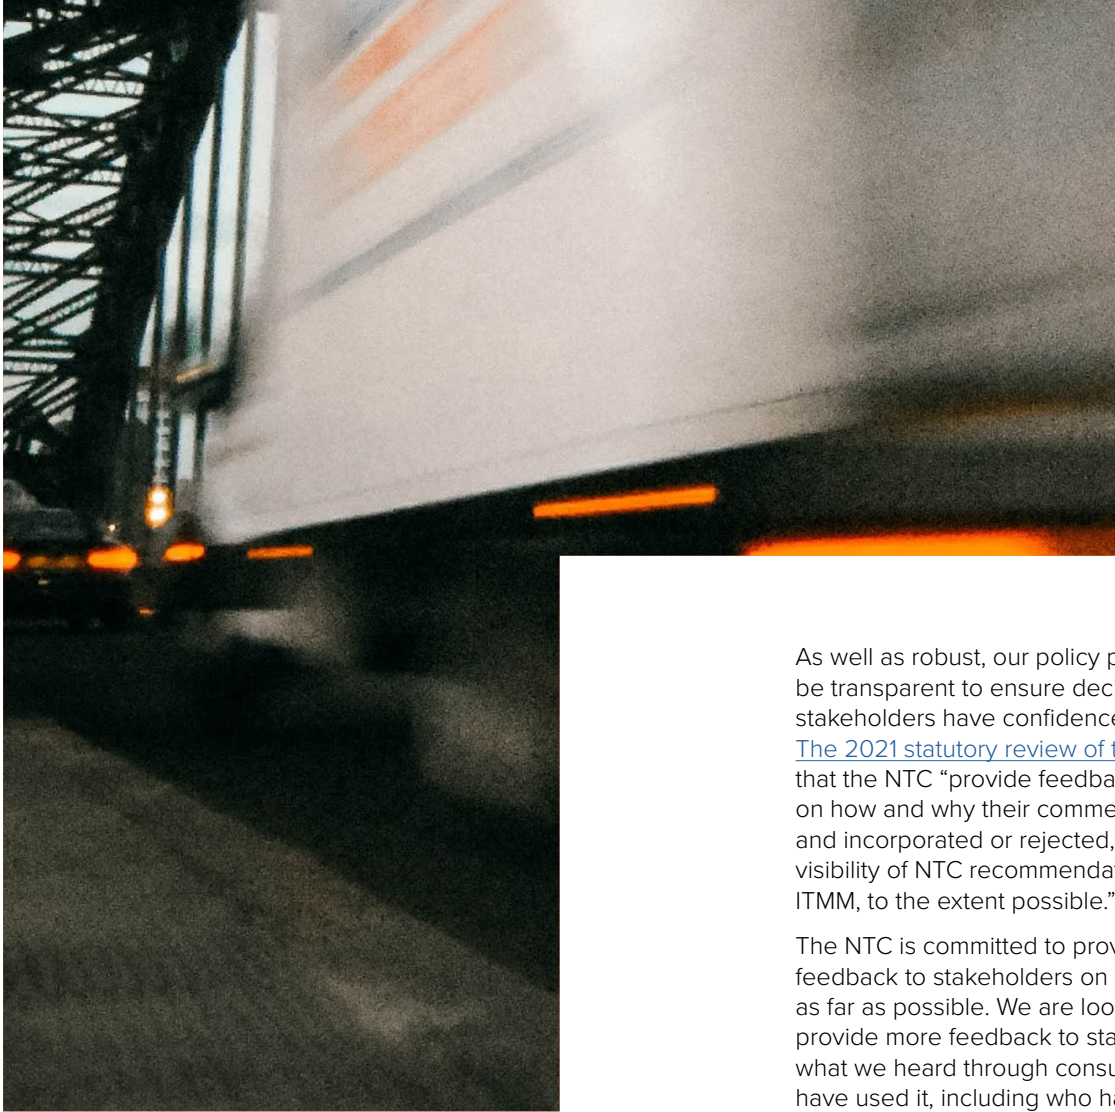 As well as robust, our policy
be transparent to ensure
stakeholders have confidence
The 2021 statutory review of
that the NTC “provide
on how and why their
and incorporated or rejected,
visibility of NTC
ITMM, to the extent possible.”
The NTC is committed to
feedback to stakeholders on
as far as possible. We are
provide more feedback to
what we heard through
have used it, including who